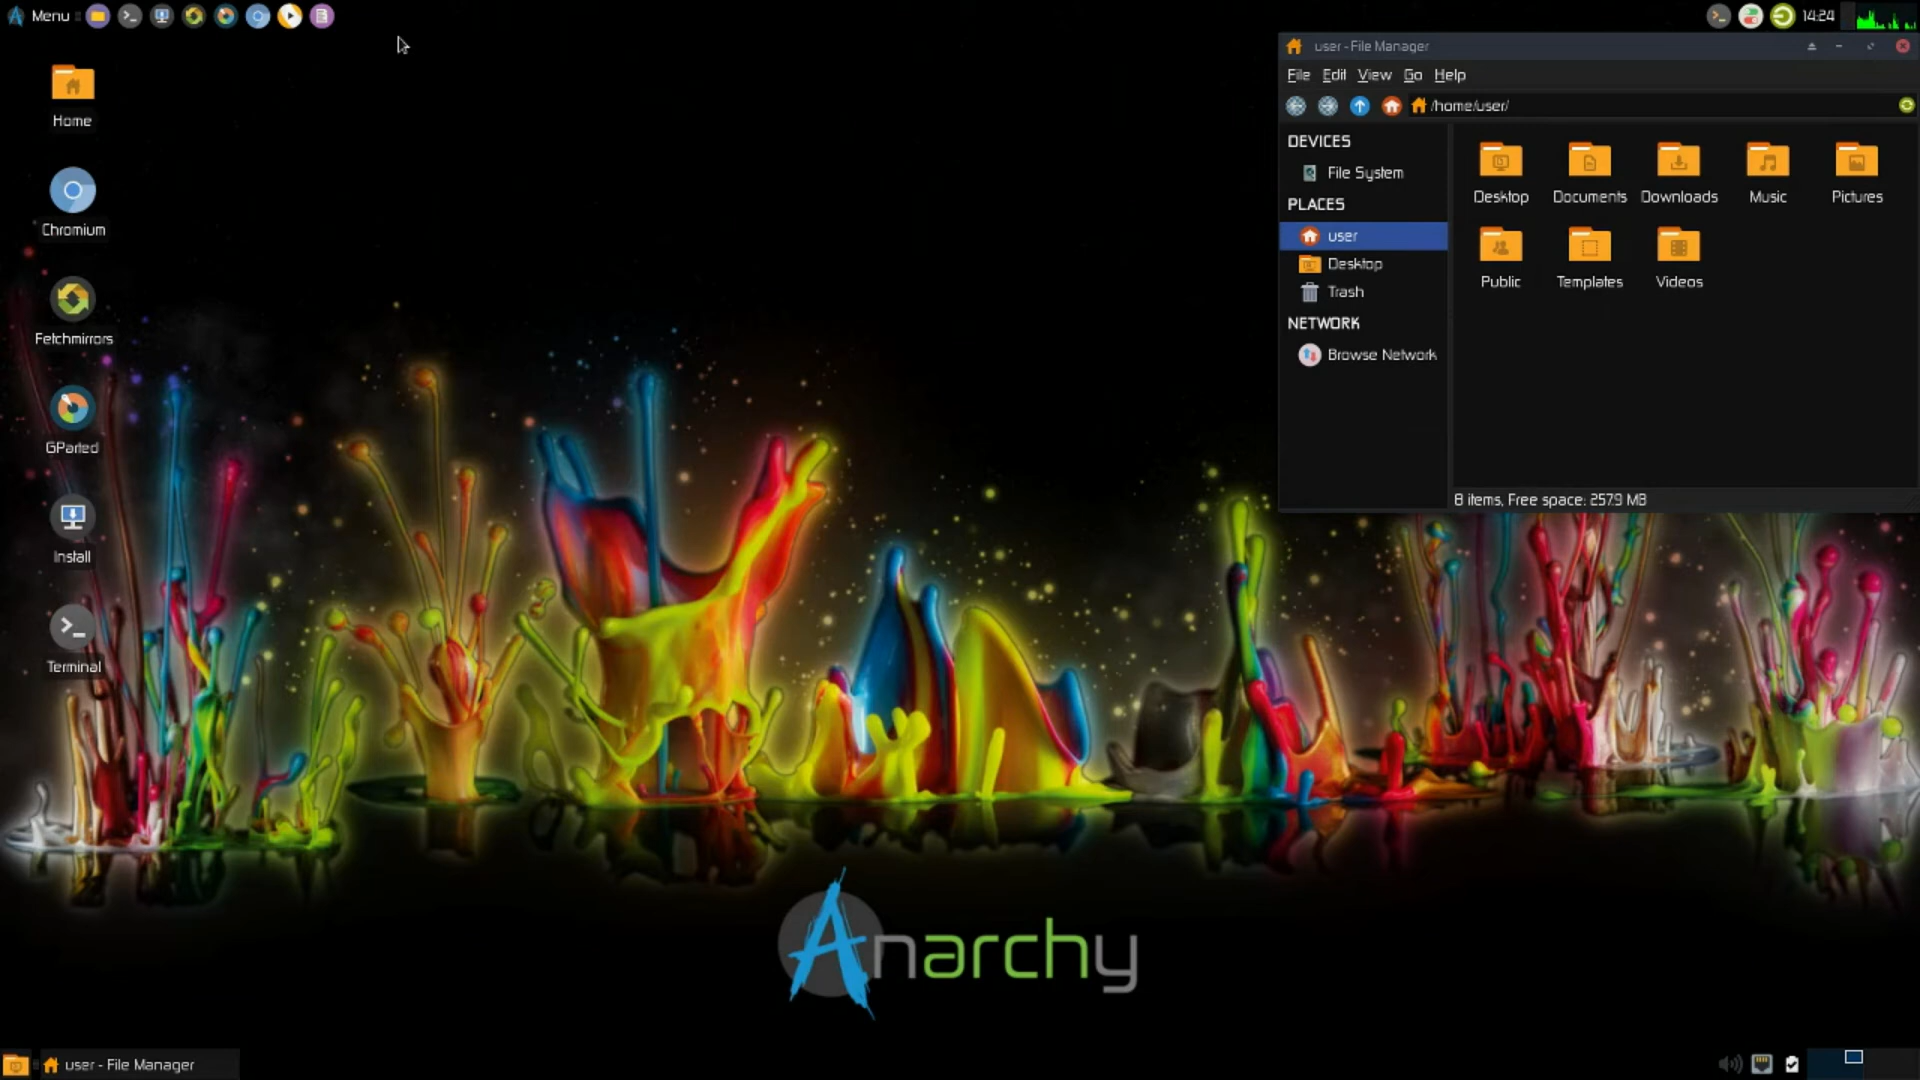 Menu
14:24
Home
Chromium
Fetchmirrors
GParted
Install
Terminal
user - File Manager
File Edit View Go Help
/home/user/
DEVICES
File System
PLACES
user
Desktop
Trash
NETWORK
Browse Network
Desktop Documents Downloads Music Pictures
Public Templates Videos
8 items, Free space: 257.9 MB
Anarchy
user - File Manager